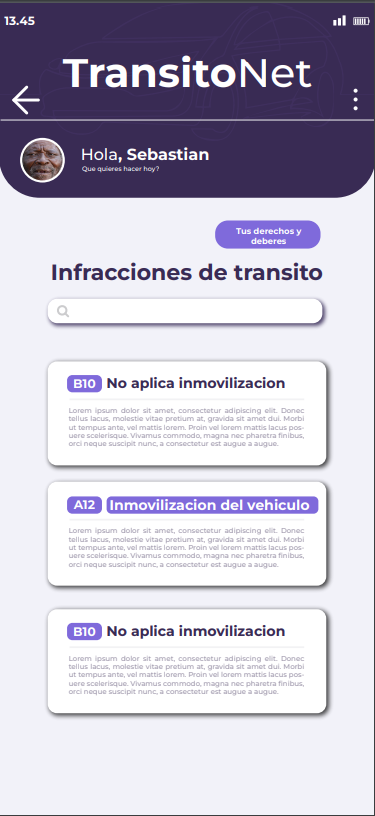 13.45
TransitoNet
Hola, Sebastian
Que quieres hacer hoy?
Tus derechos y
deberes
Infracciones de transito
B10 No aplica inmovilizacion
Lorem ipsum dolor sit amet, consectetur adipiscing elit. Donec
tellus lacus, molestie vitae pretium at, gravida sit amet dui. Morbi
ut tempus ante, vel mattis lorem. Proin vel lorem mattis lacus pos-
uere scelerisque. Vivamus commodo, magna nec pharetra finibus,
orci neque suscipit nunc, a consectetur est augue a augue.
A12 Inmovilizacion del vehiculo
Lorem ipsum dolor sit amet, consectetur adipiscing elit. Donec
tellus lacus, molestie vitae pretium at, gravida sit amet dui. Morbi
ut tempus ante, vel mattis lorem. Proin vel lorem mattis lacus pos-
uere scelerisque. Vivamus commodo, magna nec pharetra finibus,
orci neque suscipit nunc, a consectetur est augue a augue.
B10 No aplica inmovilizacion
Lorem ipsum dolor sit amet, consectetur adipiscing elit. Donec
tellus lacus, molestie vitae pretium at, gravida sit amet dui. Morbi
ut tempus ante, vel mattis lorem. Proin vel lorem mattis lacus pos-
uere scelerisque. Vivamus commodo, magna nec pharetra finibus,
orci neque suscipit nunc, a consectetur est augue a augue.